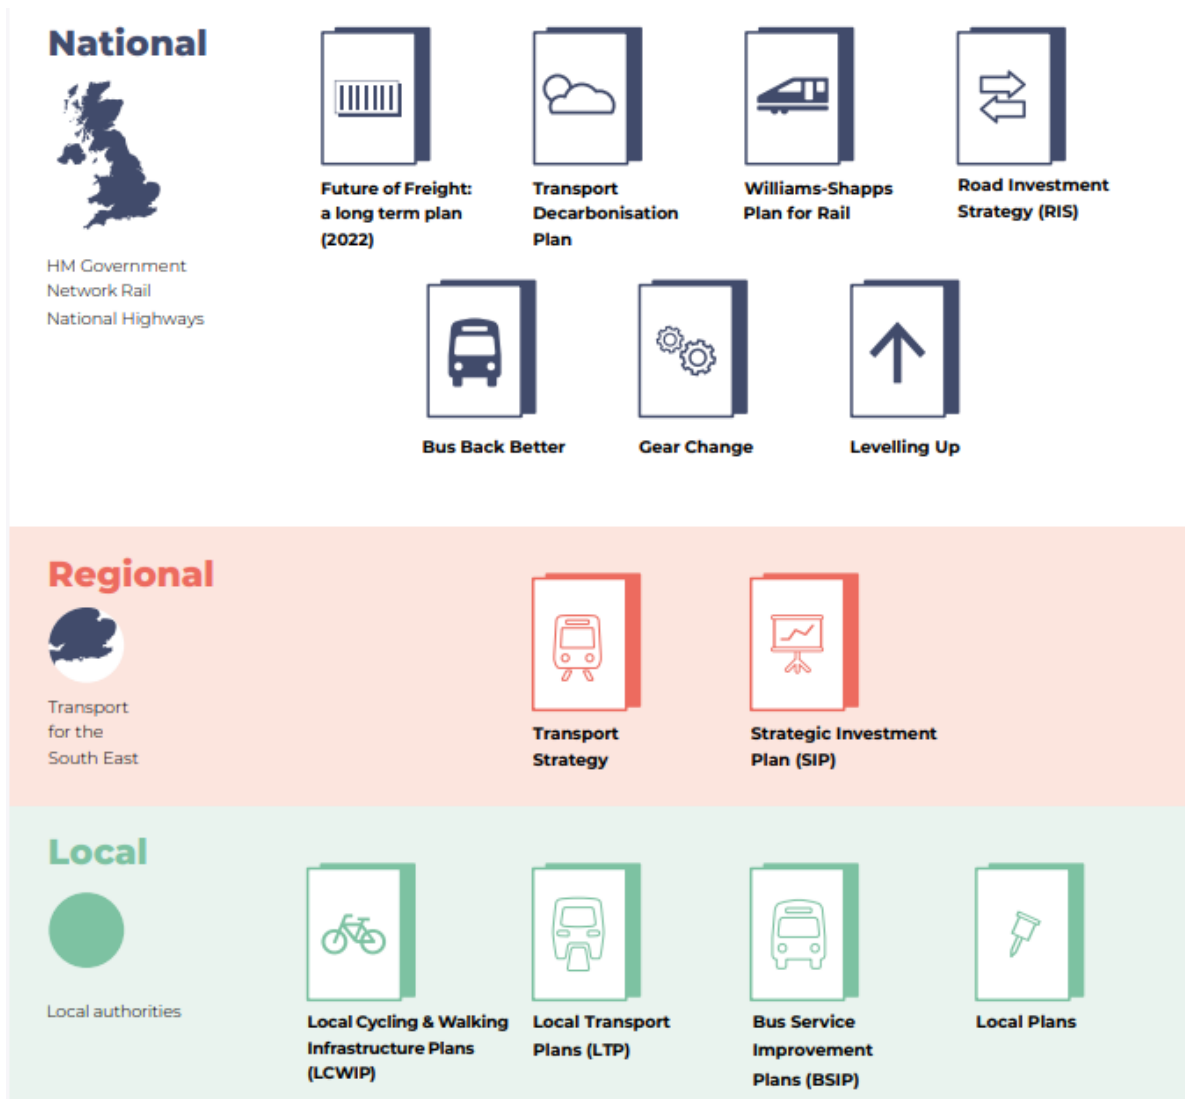 National
HM Government
Network Rail
National Highways
Future of Freight:
a long term plan
(2022)
Transport
Decarbonisation
Plan
Williams-Shapps
Plan for Rail
Road Investment
Strategy (RIS)
Bus Back Better
Gear Change
Levelling Up
Regional
Transport
for the
South East
Transport
Strategy
Strategic Investment
Plan (SIP)
Local
Local authorities
Local Cycling & Walking
Infrastructure Plans
(LCWIP)
Local Transport
Plans (LTP)
Bus Service
Improvement
Plans (BSIP)
Local Plans